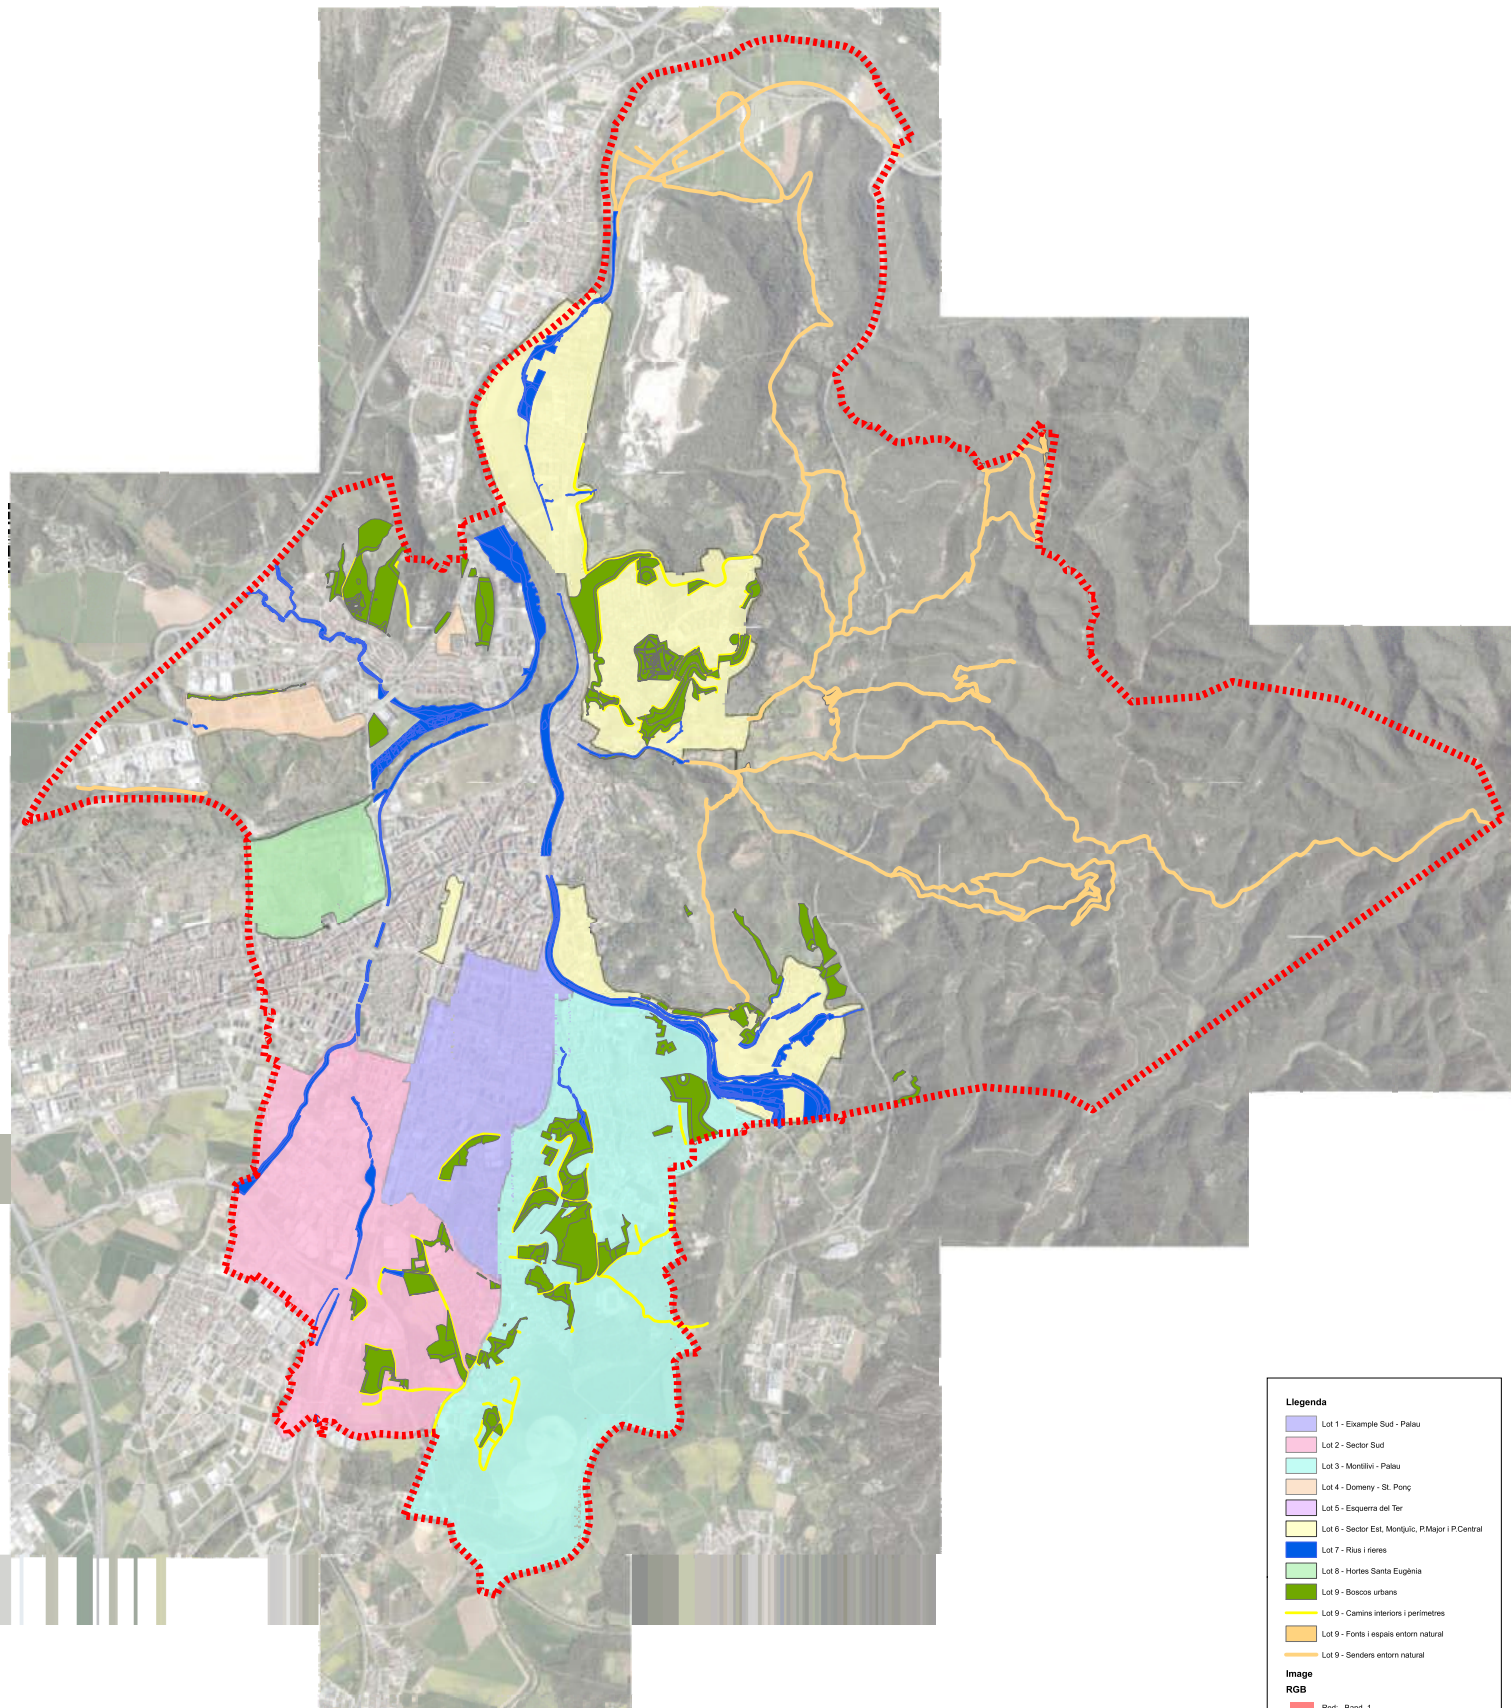 Llegenda
Lot 1 - Eixample Sud - Palau
Lot 2 - Sector Sud
Lot 3 - Montilivi - Palau
Lot 4 - Domeny - St. Ponç
Lot 5 - Esquerra del Ter
Lot 6 - Sector Est, Montjuïc, P.Major i P.Central
Lot 7 - Rius i rieres
Lot 8 - Hortes Santa Eugènia
Lot 9 - Boscos urbans
Lot 9 - Camins interiors i perímetres
Lot 9 - Fonts i espais entorn natural
Lot 9 - Senders entorn natural
Image
RGB
Red: Band_1